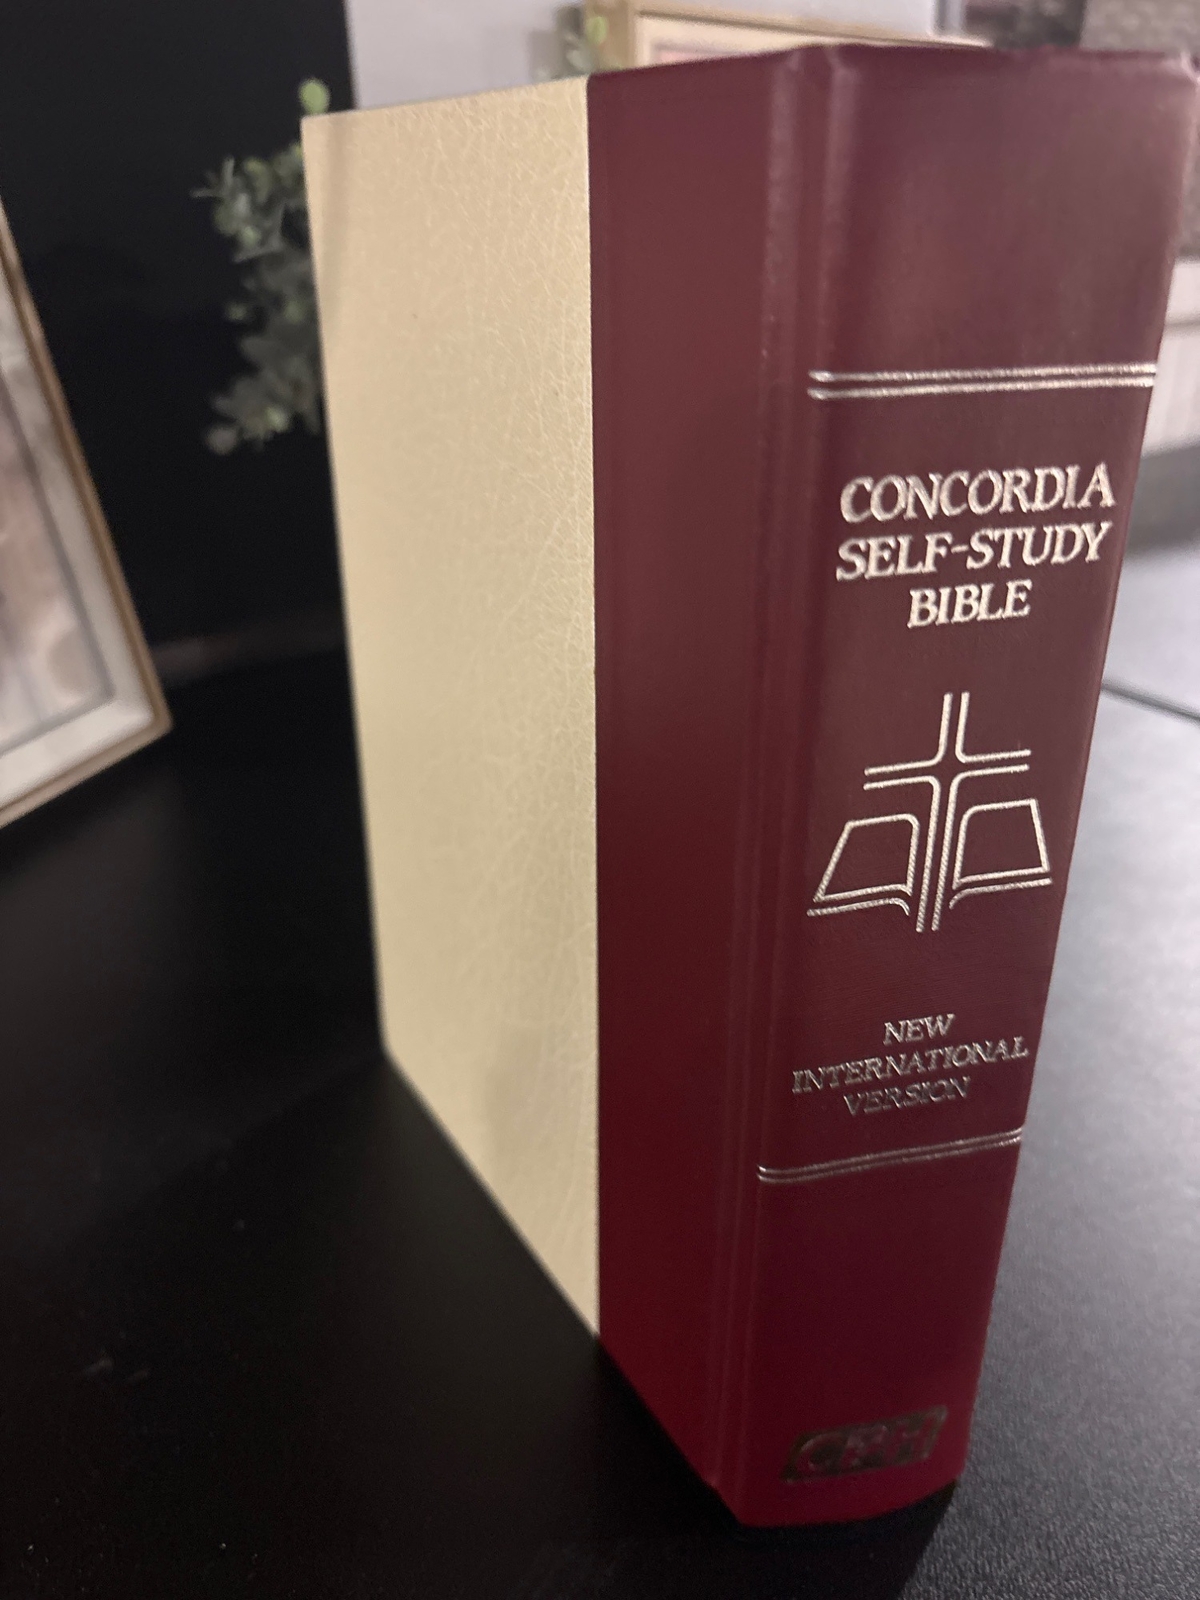 CONCORDIA
SELF-STUDY
BIBLE
NEW
INTERNATIONAL
VERSION
CPH